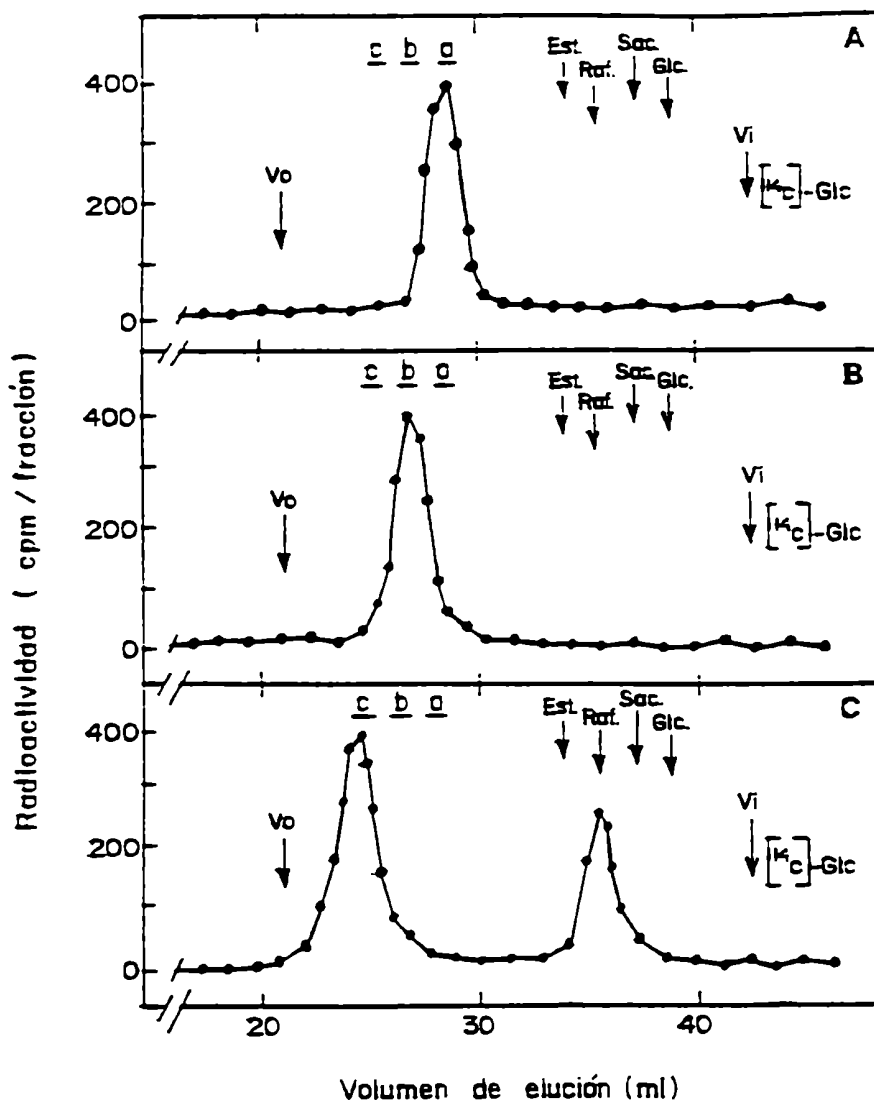 A
c b a
Est. Raf. Sac. Glc.
Vo
Vi
[Kc]-Glc
400
200
0
B
c b a
Est. Raf. Sac. Glc.
Vo
Vi
[Kc]-Glc
400
200
0
C
c b a
Est. Raf. Sac. Glc.
Vo
Vi
[Kc]-Glc
400
200
0
20 30 40
Radioactividad ( cpm / fracción)
Volumen de elución (ml)